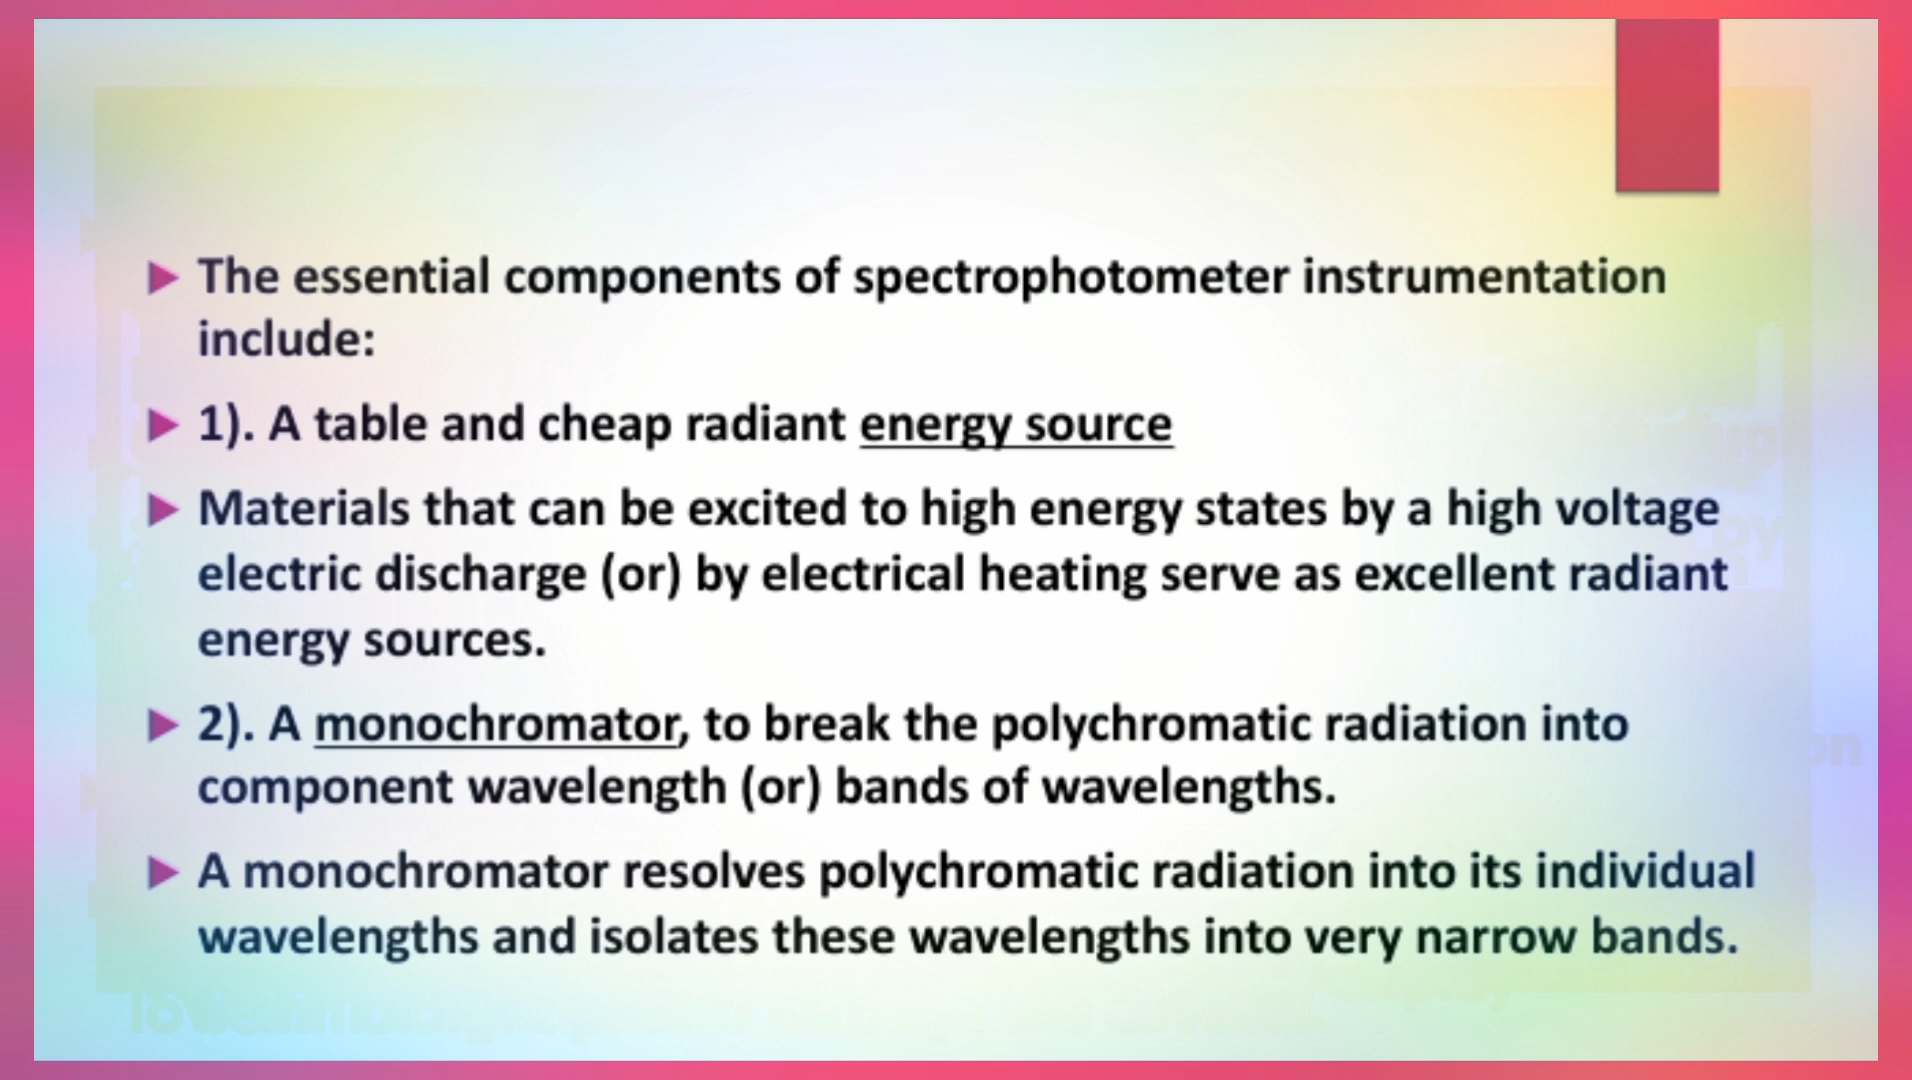 The essential components of spectrophotometer instrumentation
include:
1). A table and cheap radiant energy source
Materials that can be excited to high energy states by a high voltage
electric discharge (or) by electrical heating serve as excellent radiant
energy sources.
2). A monochromator, to break the polychromatic radiation into
component wavelength (or) bands of wavelengths.
A monochromator resolves polychromatic radiation into its individual
wavelengths and isolates these wavelengths into very narrow bands.